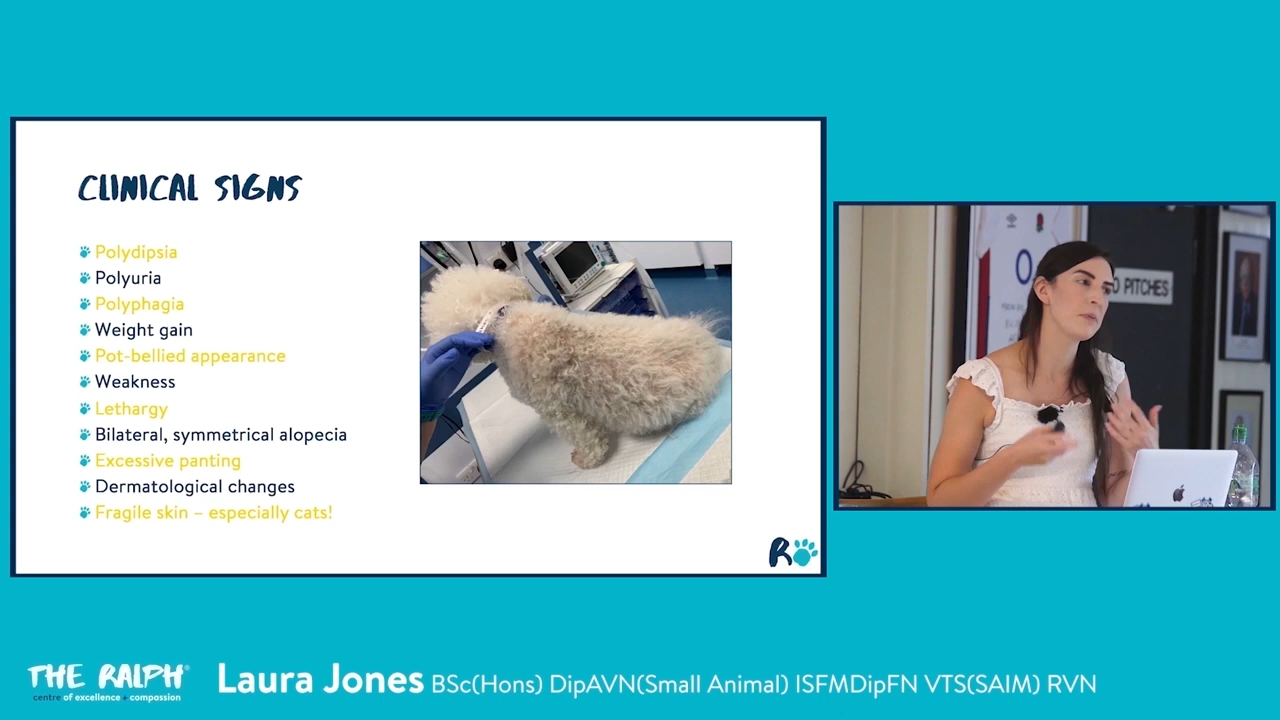 CLINICAL SIGNS
Polydipsia
Polyuria
Polyphagia
Weight gain
Pot-bellied appearance
Weakness
Lethargy
Bilateral, symmetrical alopecia
Excessive panting
Dermatological changes
Fragile skin – especially cats!
R
O PITCHES
THE RALPH®
centre of excellence + compassion
Laura Jones BSc(Hons) DipAVN(Small Animal) ISFMDipFN VTS(SAIM) RVN